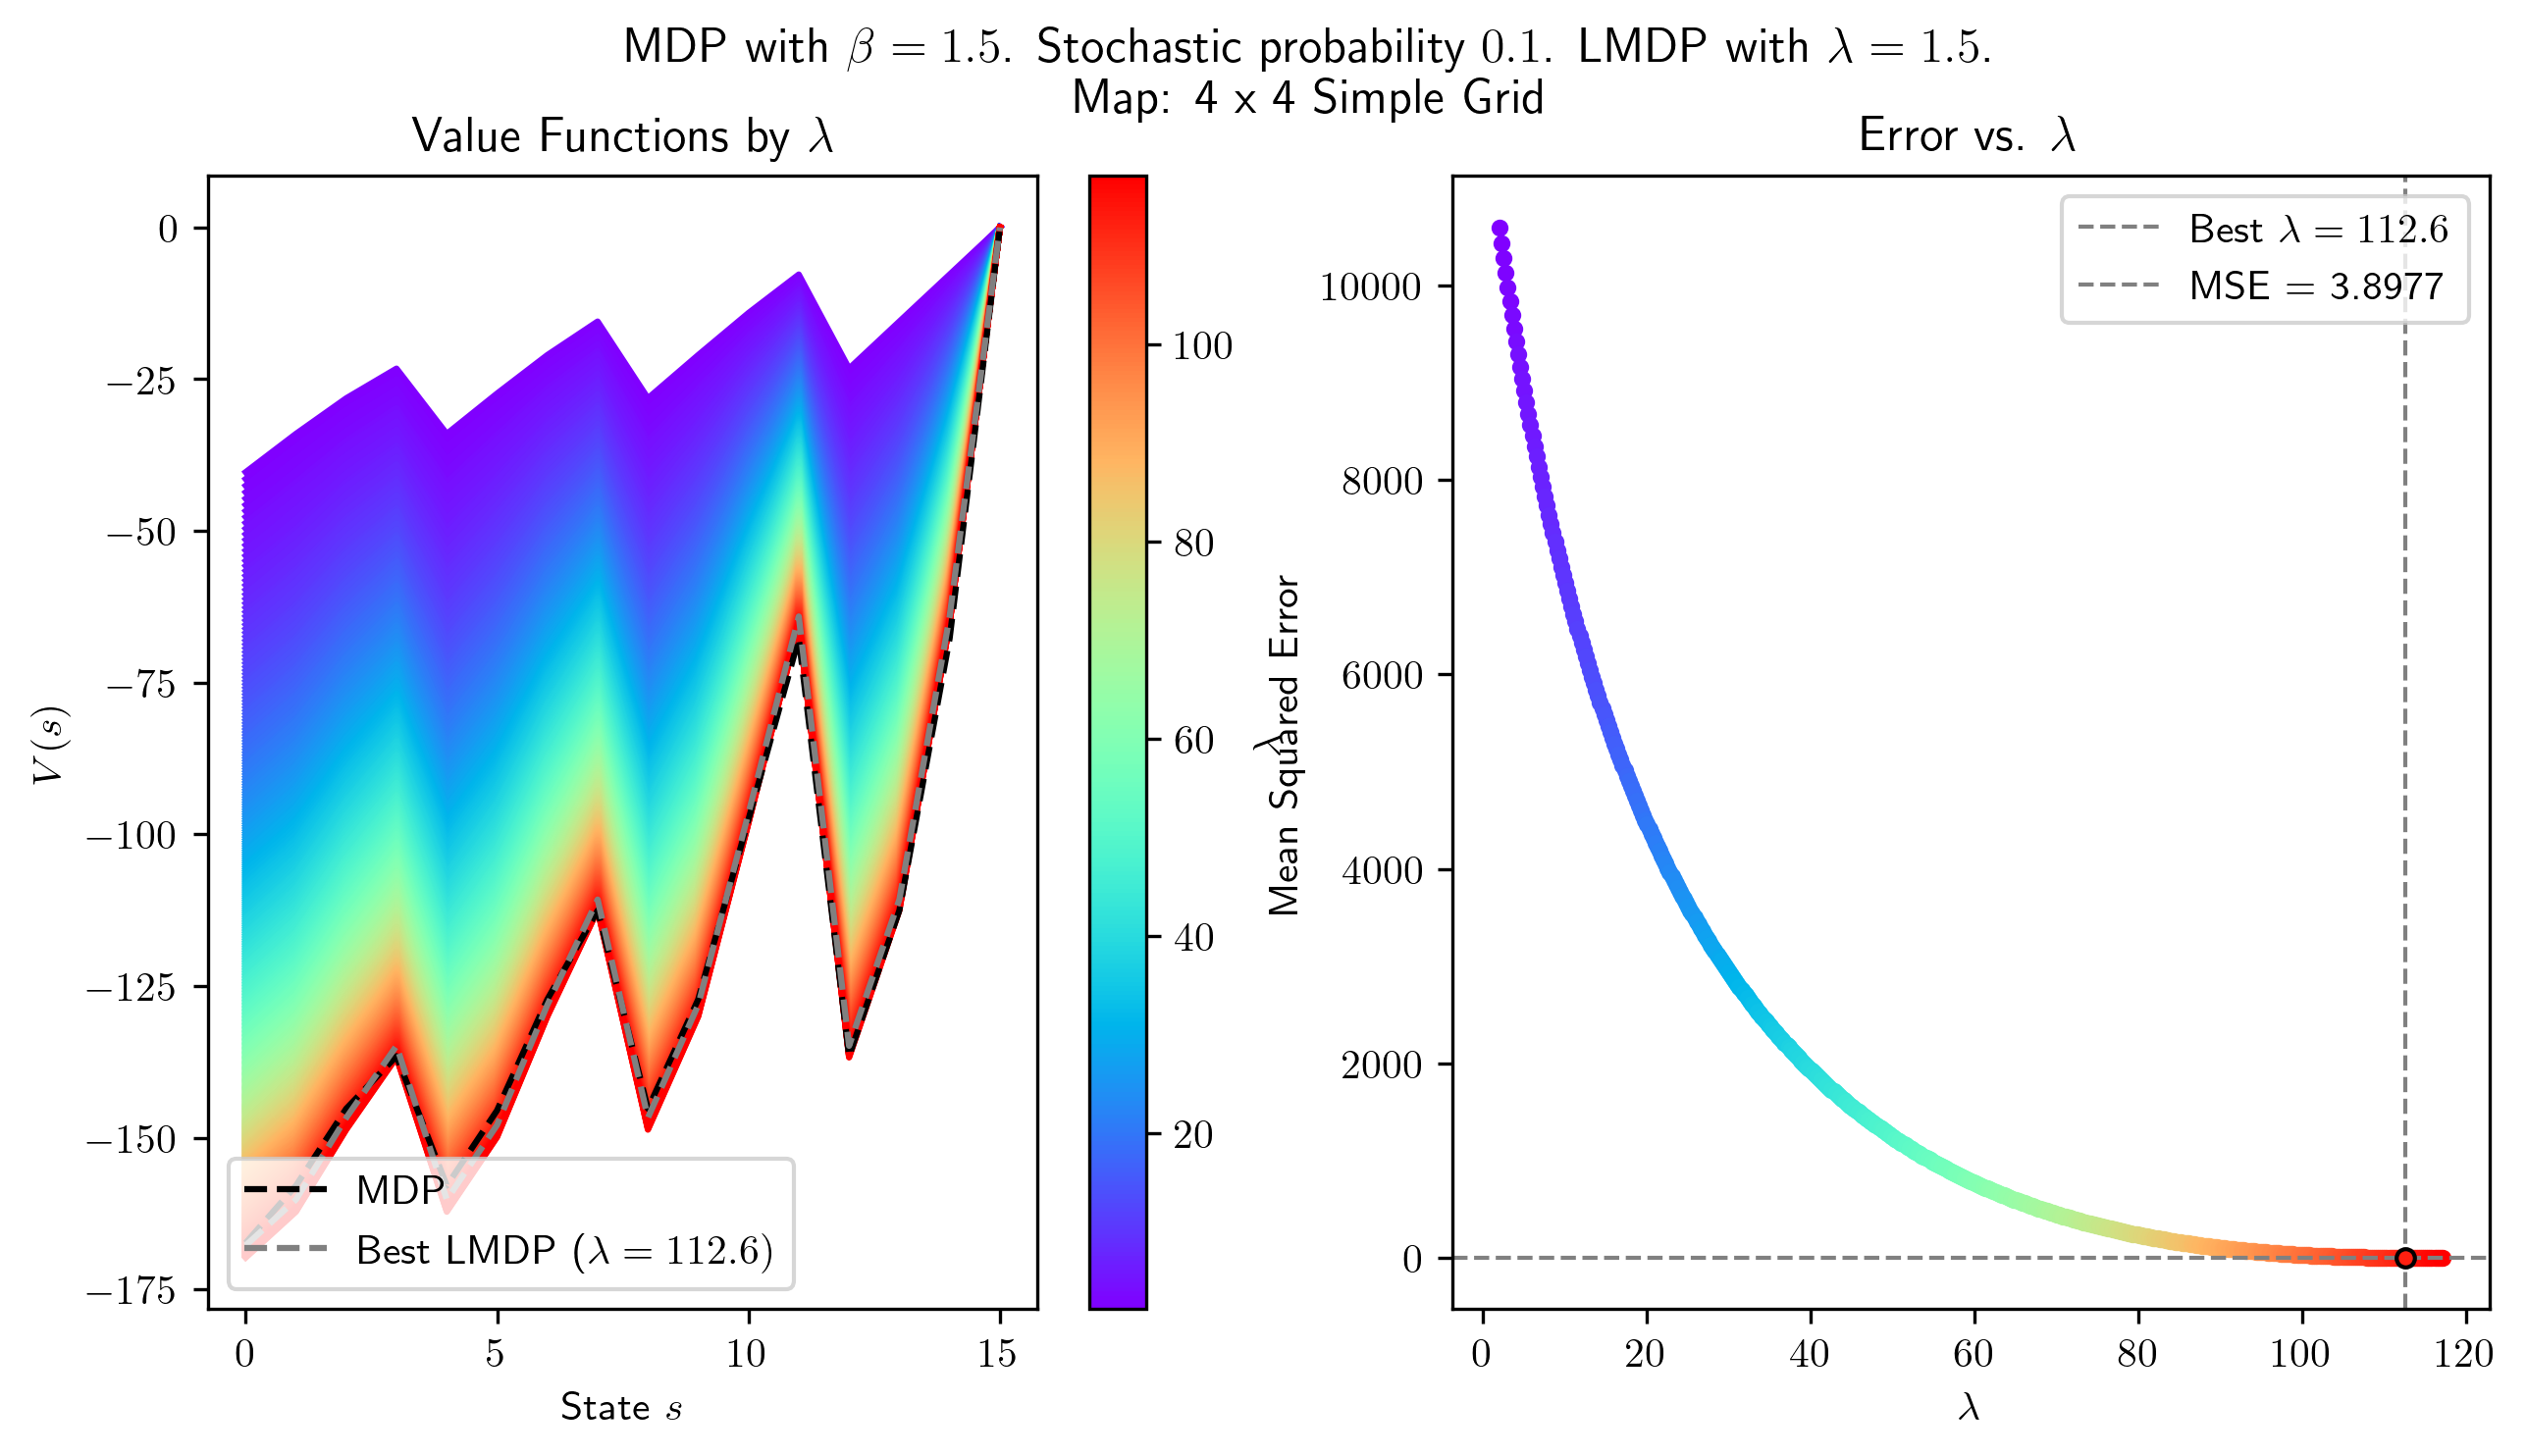 MDP with β = 1.5. Stochastic probability 0.1. LMDP with λ = 1.5.
Map: 4 x 4 Simple Grid
Value Functions by λ
0
−25
−50
−75
−100
−125
−150
−175
V(s)
0
5
10
15
State s
MDP
Best LMDP (λ = 112.6)
100
80
60
40
20
λ
Error vs. λ
10000
8000
6000
4000
2000
0
Mean Squared Error
0
20
40
60
80
100
120
λ
Best λ = 112.6
MSE = 3.8977